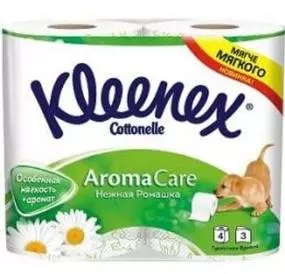 МЯГЧЕ
МЯГКОГО
НОВИНКА!
Kleenex
Cottonelle
Особенная
мягкость
+аромат
AromaCare
Нежная Ромашка
4 3